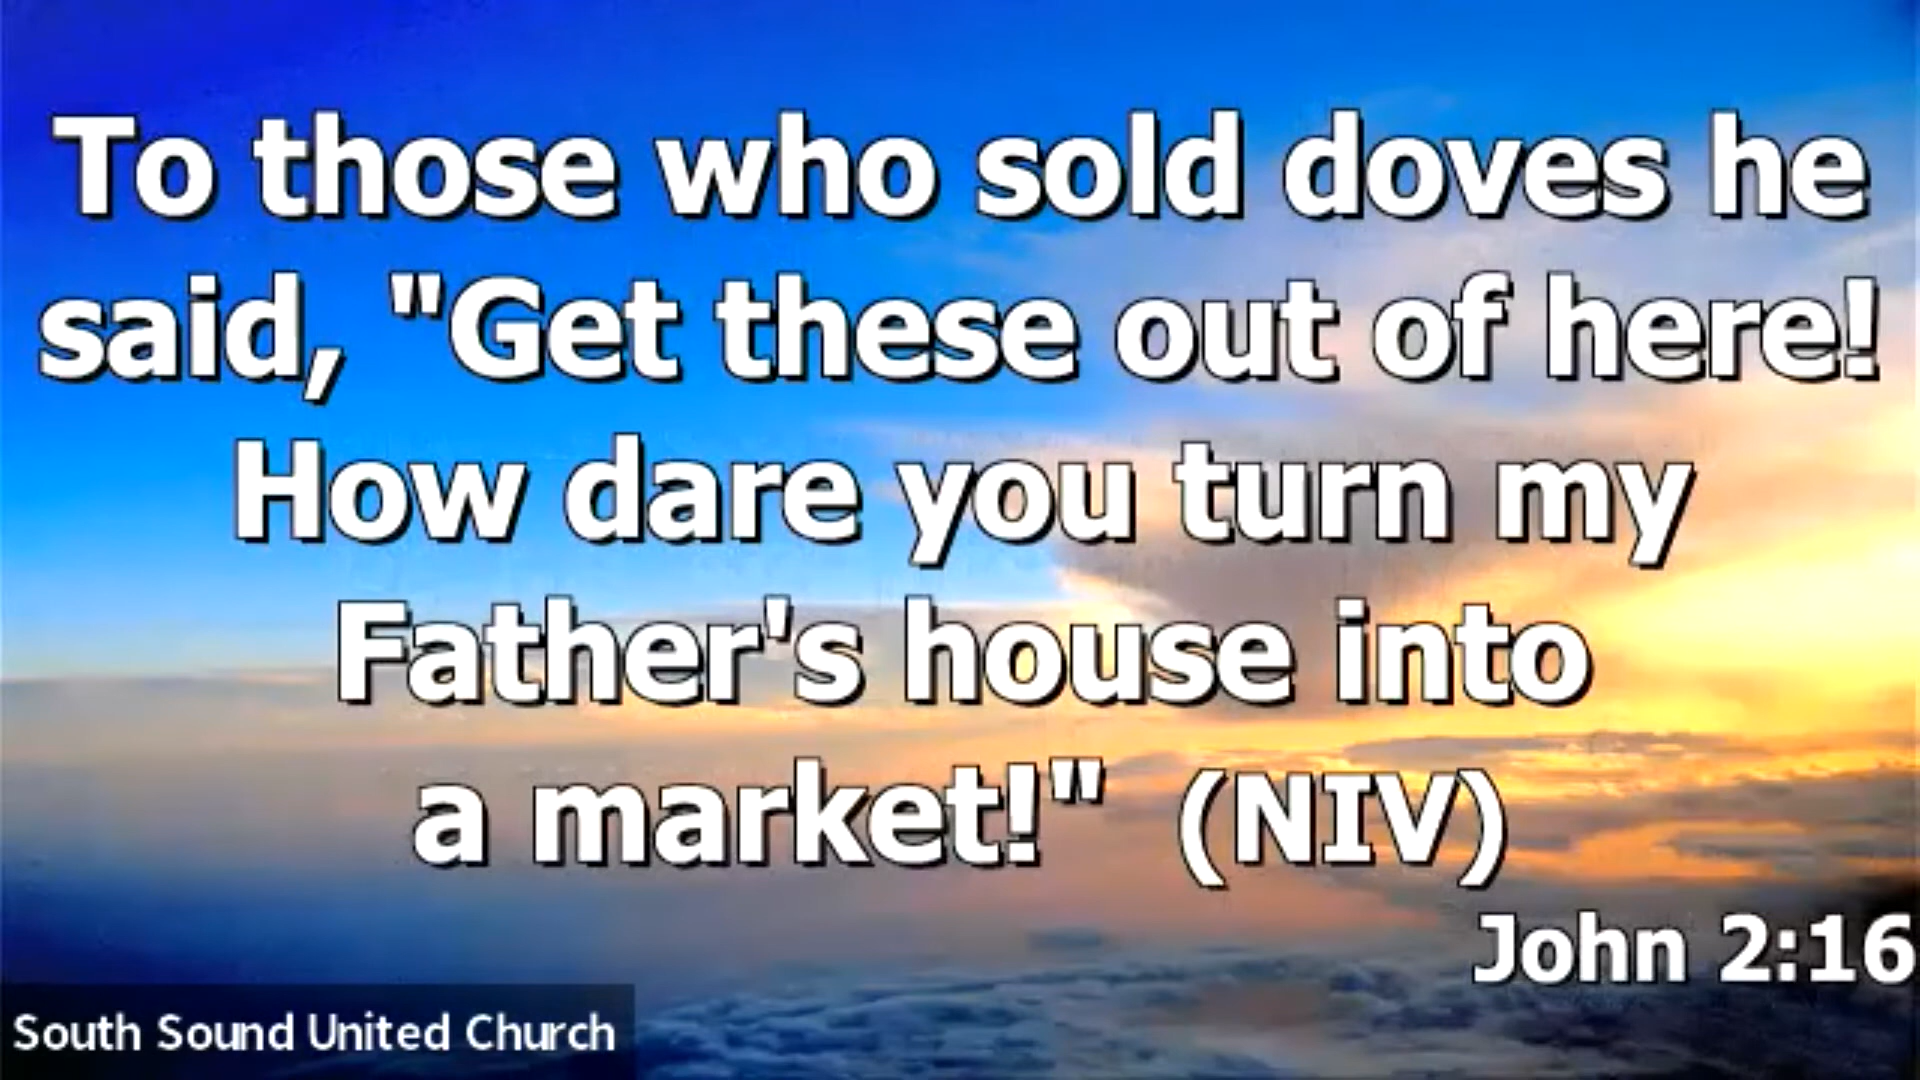 To those who sold doves he
said, "Get these out of here!
How dare you turn my
Father's house into
a market!" (NIV)
John 2:16
South Sound United Church